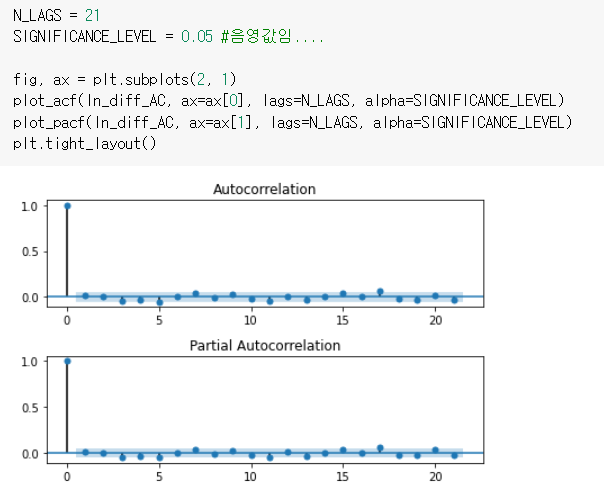 N_LAGS = 21
SIGNIFICANCE_LEVEL = 0.05 #음영값임....
fig, ax = plt.subplots(2, 1)
plot_acf(ln_diff_AC, ax=ax[0], lags=N_LAGS, alpha=SIGNIFICANCE_LEVEL)
plot_pacf(ln_diff_AC, ax=ax[1], lags=N_LAGS, alpha=SIGNIFICANCE_LEVEL)
plt.tight_layout()
Autocorrelation
1.0
0.5
0.0
0 5 10 15 20
Partial Autocorrelation
1.0
0.5
0.0
0 5 10 15 20